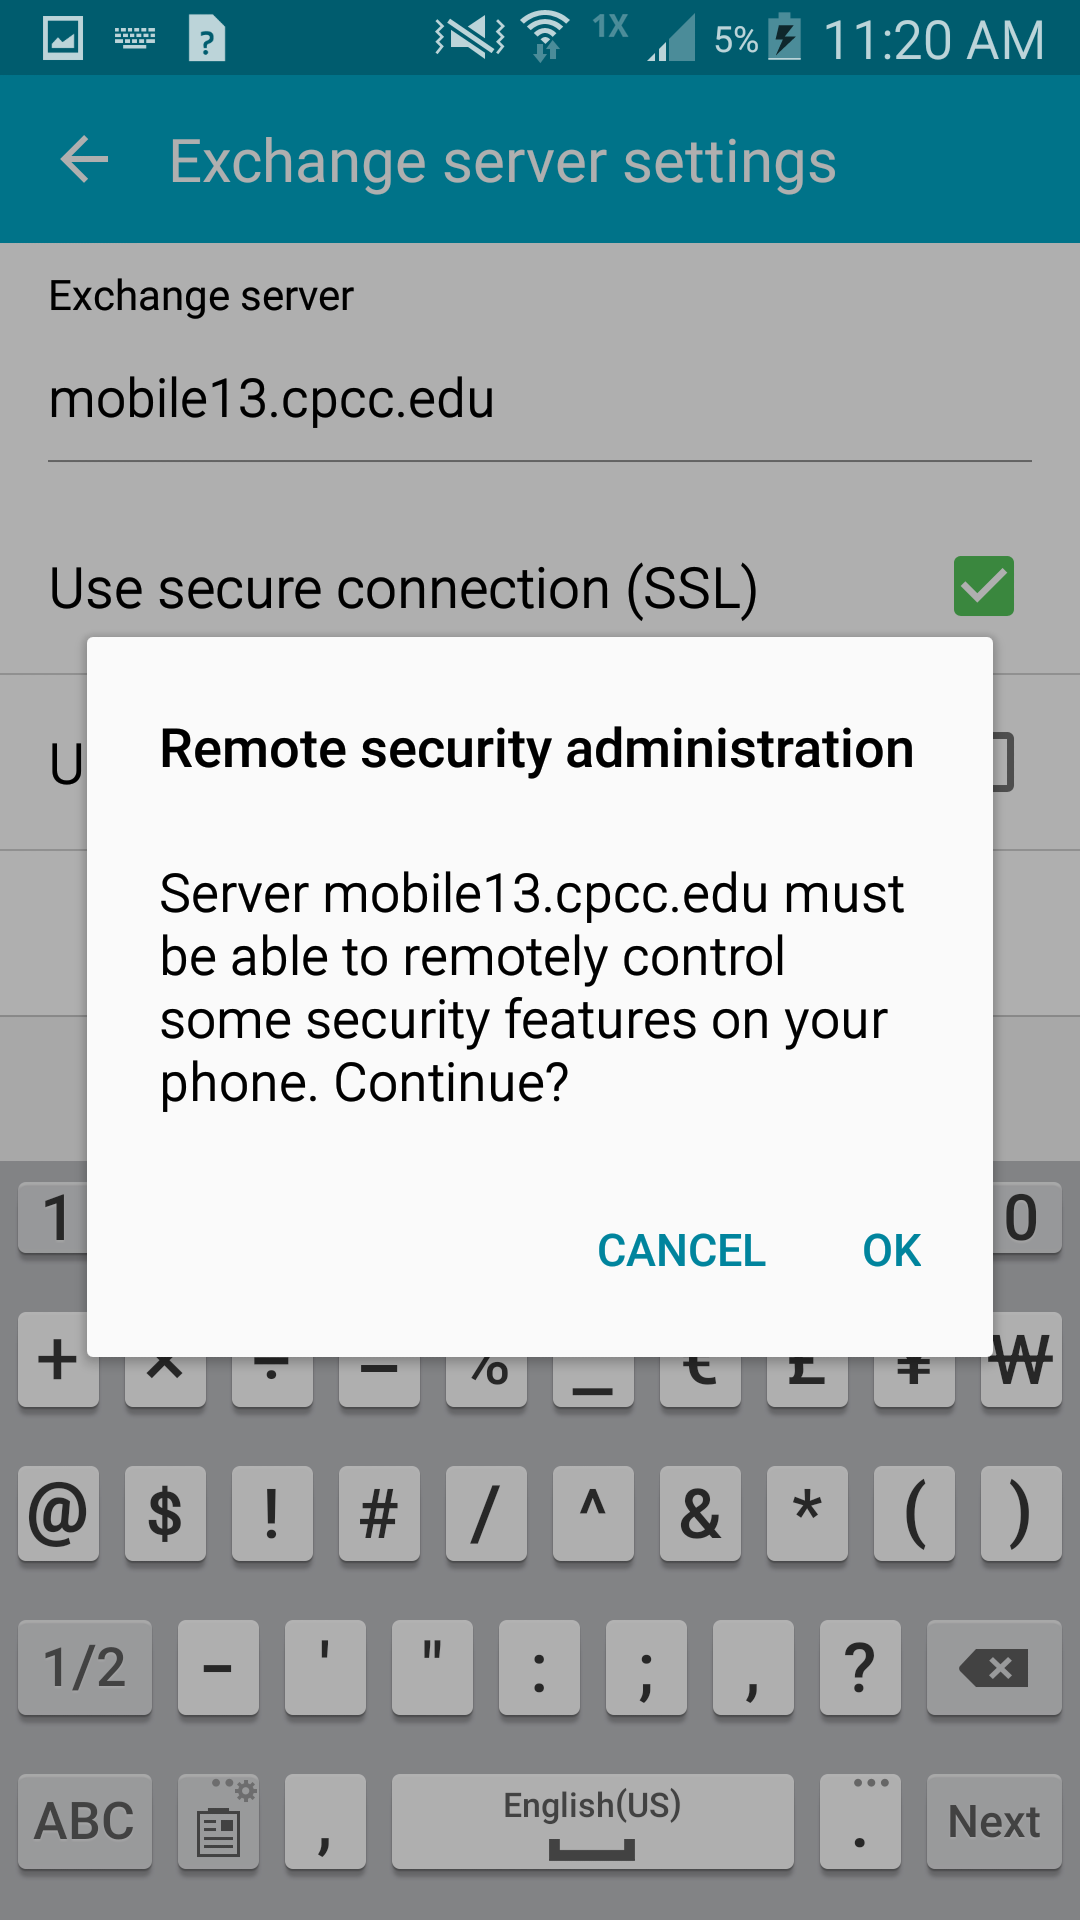 1X 5% 11:20 AM
Exchange server settings
Exchange server
mobile13.cpcc.edu
Use secure connection (SSL)
U
Remote security administration
Server mobile13.cpcc.edu must
be able to remotely control
some security features on your
phone. Continue?
CANCEL OK
1 0
+ × ÷ = % _ € £ ¥ ₩
@ $ ! # / ^ & * ( )
1/2 - ' " : ; , ? 
ABC , English(US) . Next